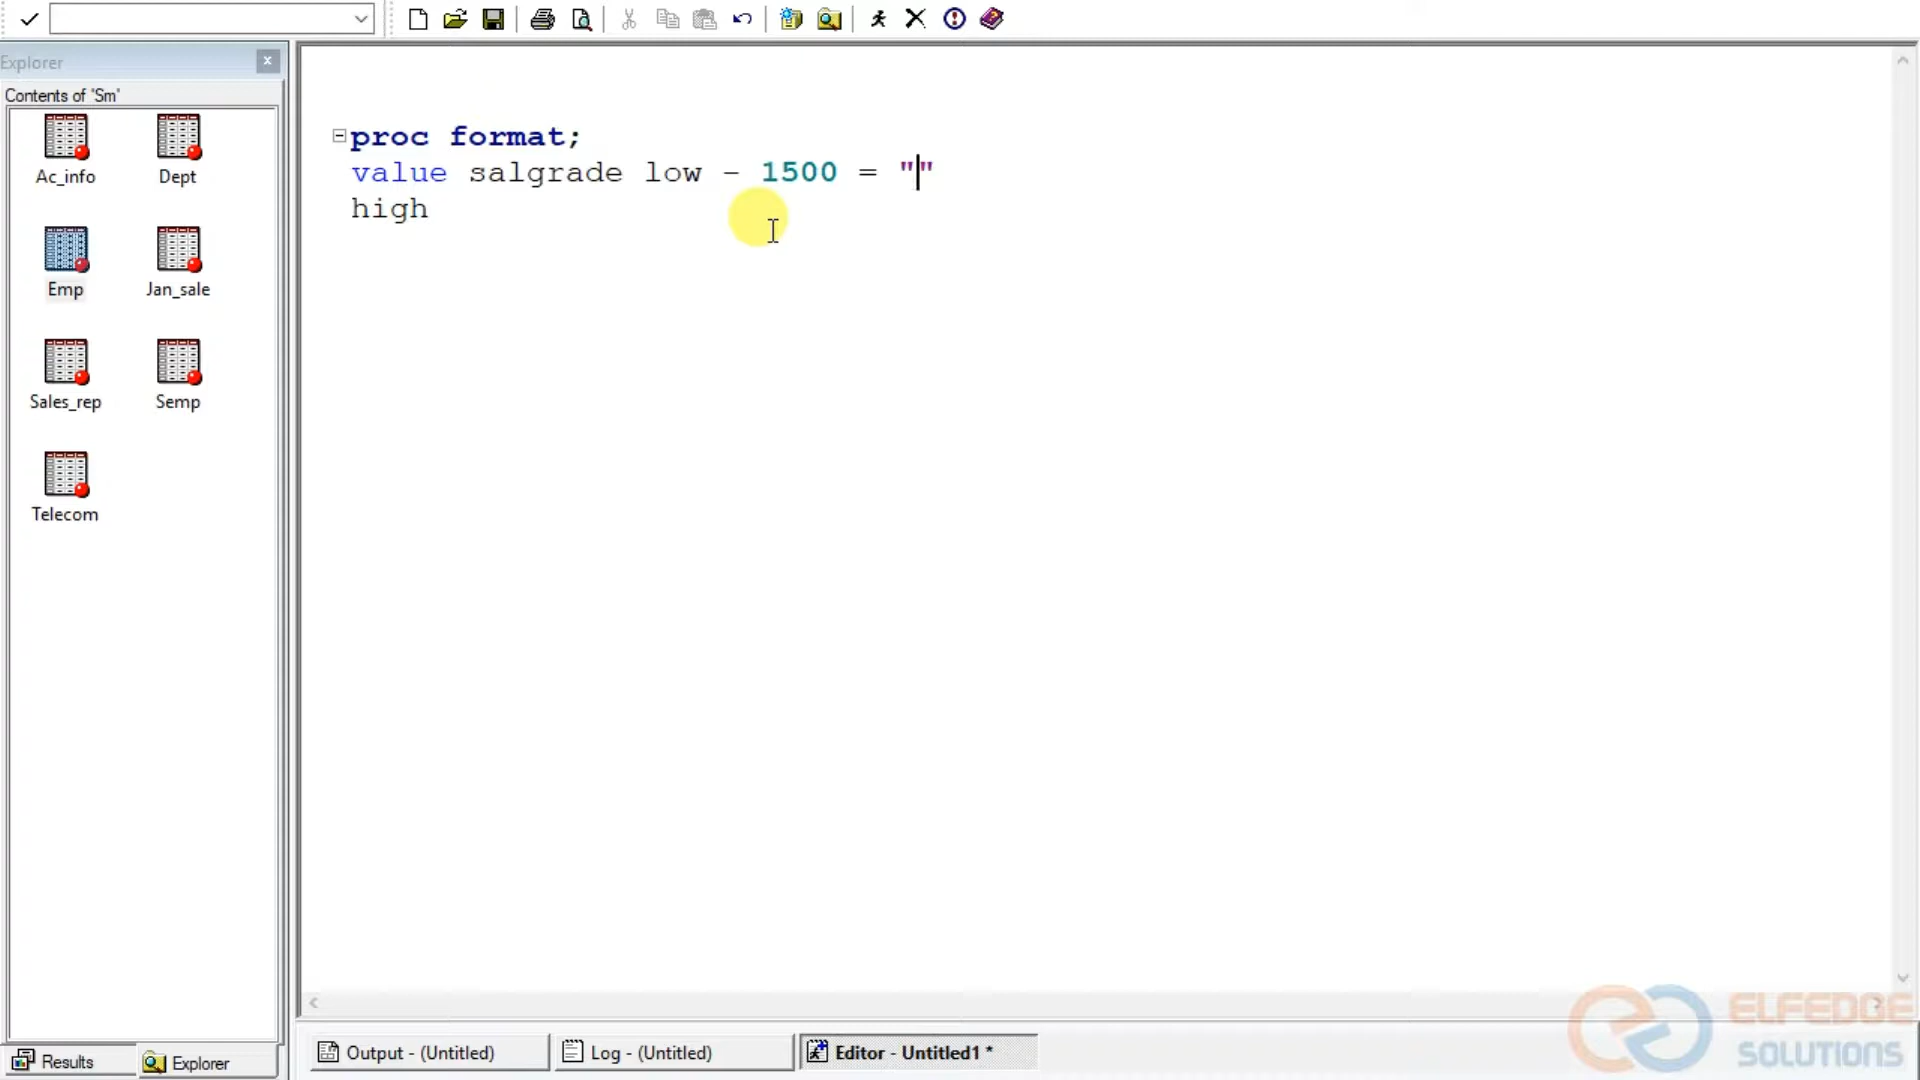 Explorer
Contents of 'Sm'
Ac_info
Dept
Emp
Jan_sale
Sales_rep
Semp
Telecom
Results
Explorer
proc format;
value salgrade low - 1500 = ""
high
Output - (Untitled)
Log - (Untitled)
Editor - Untitled1 *
ELFEDGE
SOLUTIONS